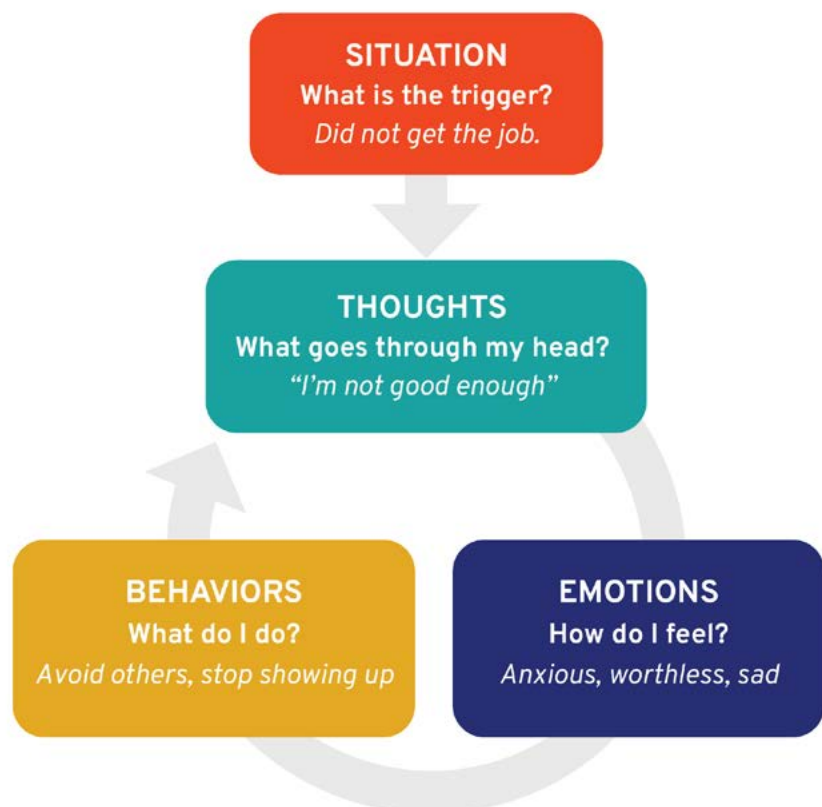 SITUATION
What is the trigger?
Did not get the job.
THOUGHTS
What goes through my head?
“I’m not good enough”
BEHAVIORS
What do I do?
Avoid others, stop showing up
EMOTIONS
How do I feel?
Anxious, worthless, sad